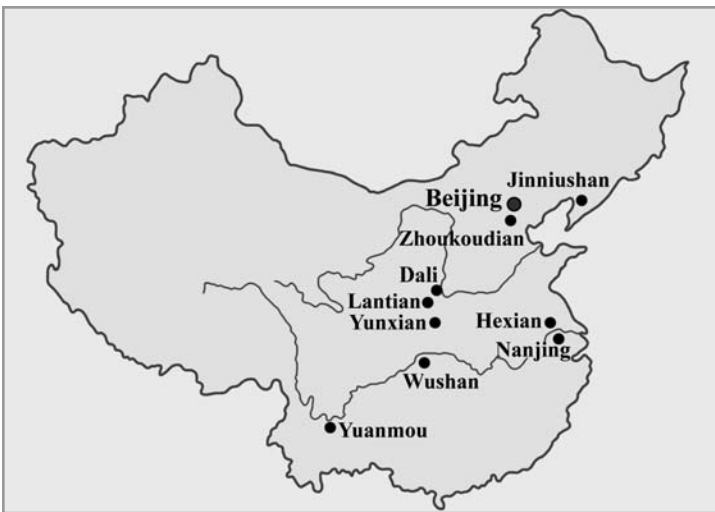 Jinniushan
Beijing
Zhoukoudian
Dali
Lantian
Yunxian
Hexian
Nanjing
Wushan
Yuanmou